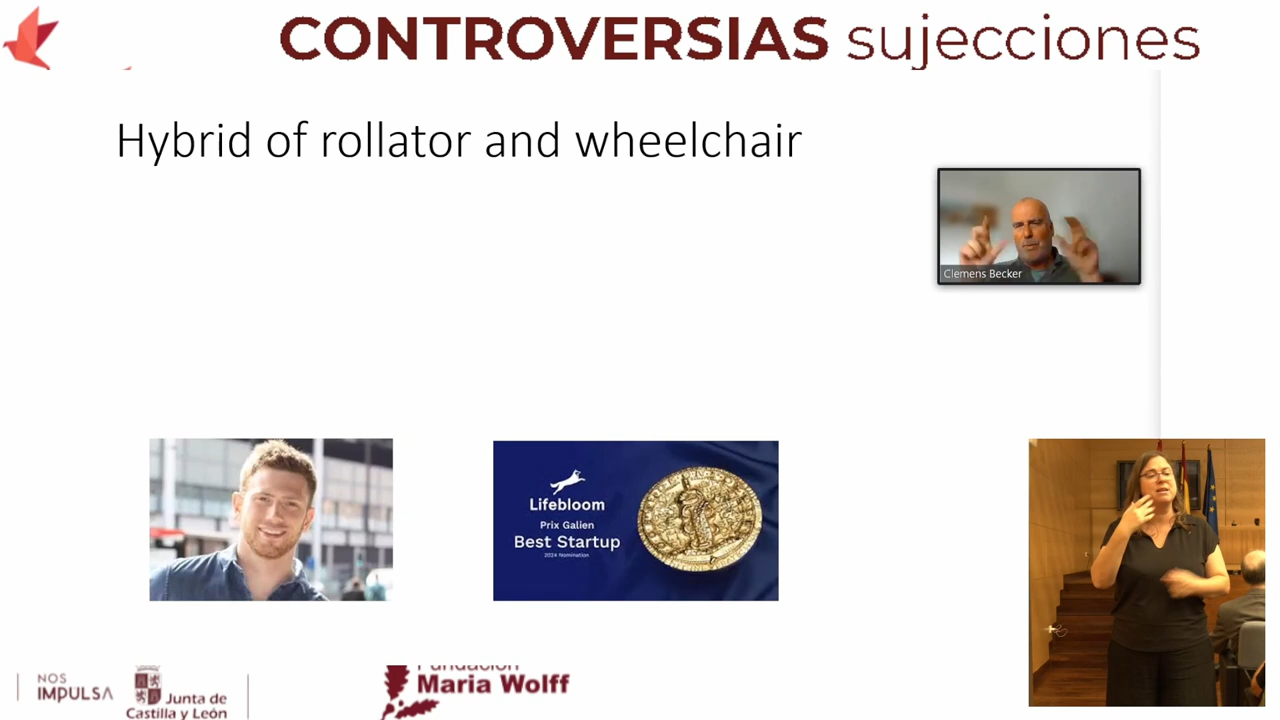 CONTROVERSIAS sujecciones
Hybrid of rollator and wheelchair
Clemens Becker
Lifebloom
Prix Galien
Best Startup
2024 Nomination
NOS
IMPULSA
Junta de
Castilla y León
Fundación
Maria Wolff